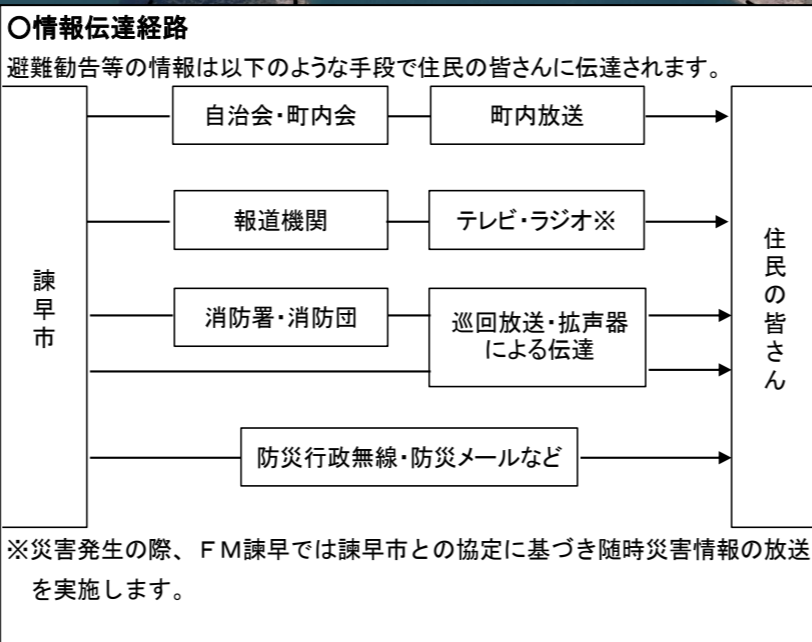 ○情報伝達経路
避難勧告等の情報は以下のような手段で住民の皆さんに伝達されます。
諫早市
自治会・町内会
町内放送
報道機関
テレビ・ラジオ※
消防署・消防団
巡回放送・拡声器
による伝達
防災行政無線・防災メールなど
住民の皆さん
※災害発生の際、ＦＭ諫早では諫早市との協定に基づき随時災害情報の放送
を実施します。